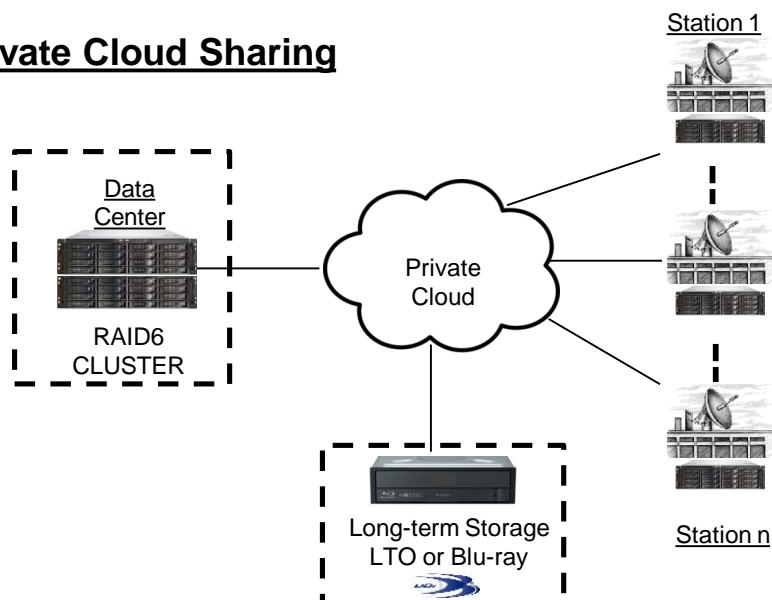 vate Cloud Sharing
Station 1
Data
Center
Private
Cloud
RAID6
CLUSTER
Long-term Storage
LTO or Blu-ray
Station n